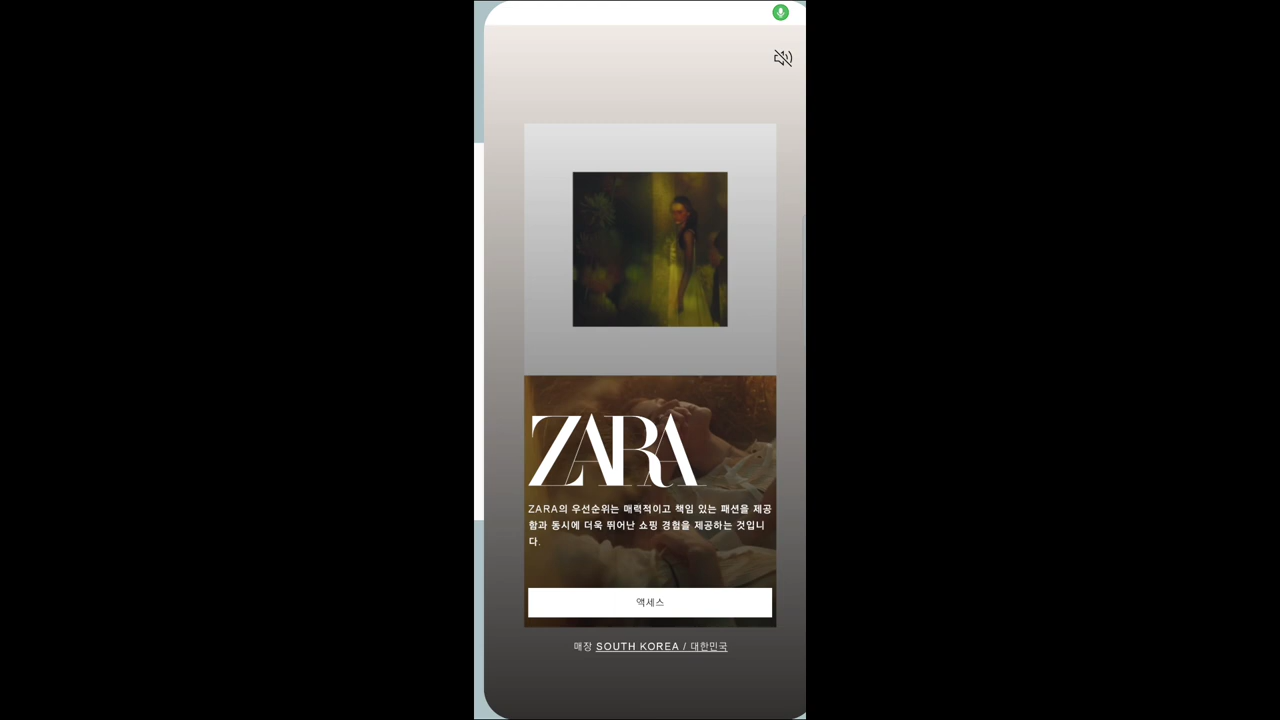 ZARA
ZARA의 우선순위는 매력적이고 책임 있는 패션을 제공
함과 동시에 더욱 뛰어난 쇼핑 경험을 제공하는 것입니
다.
액세스
매장 SOUTH KOREA / 대한민국